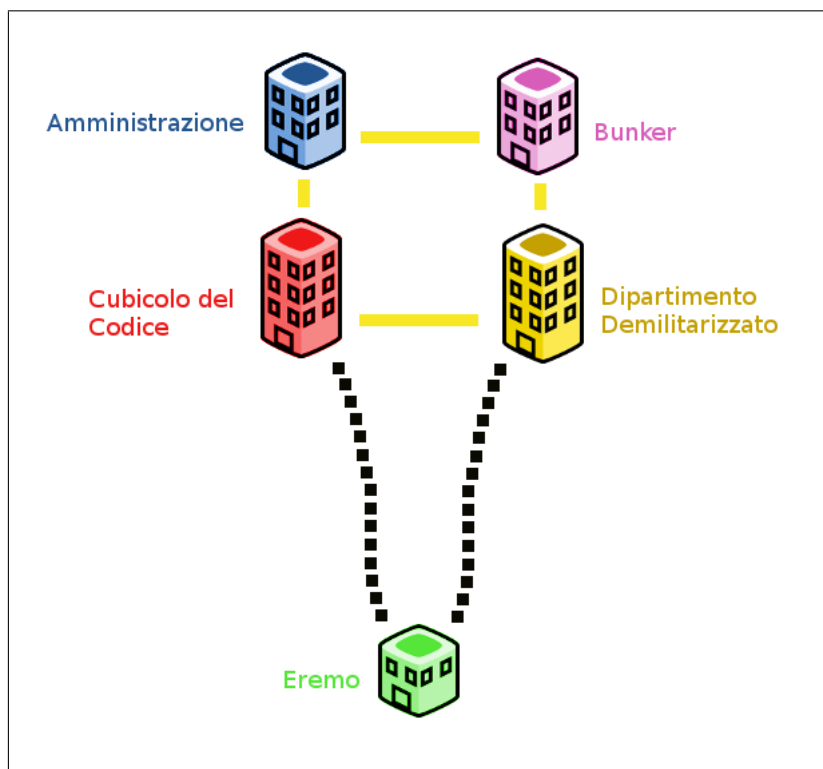 Amministrazione
Bunker
Cubicolo del
Codice
Dipartimento
Demilitarizzato
Eremo